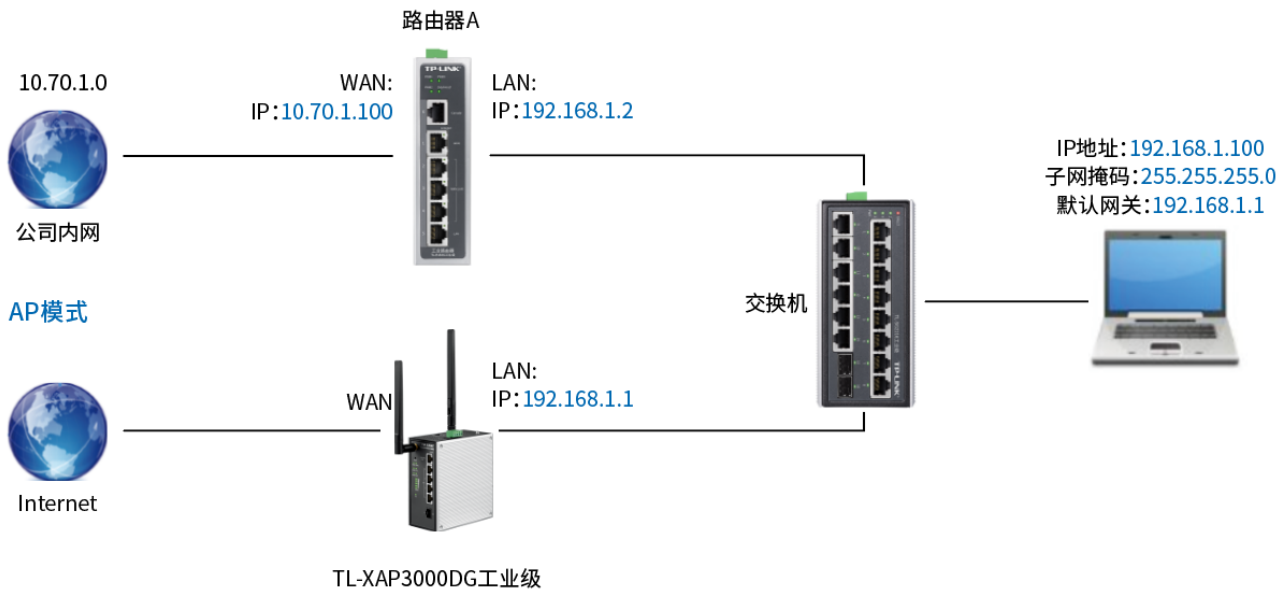 路由器A
10.70.1.0
WAN:
IP：10.70.1.100
TP-LINK
LAN:
IP：192.168.1.2
公司内网
IP地址：192.168.1.100
子网掩码：255.255.255.0
默认网关：192.168.1.1
交换机
TP-LINK
AP模式
WAN
LAN:
IP：192.168.1.1
Internet
TL-XAP3000DG工业级